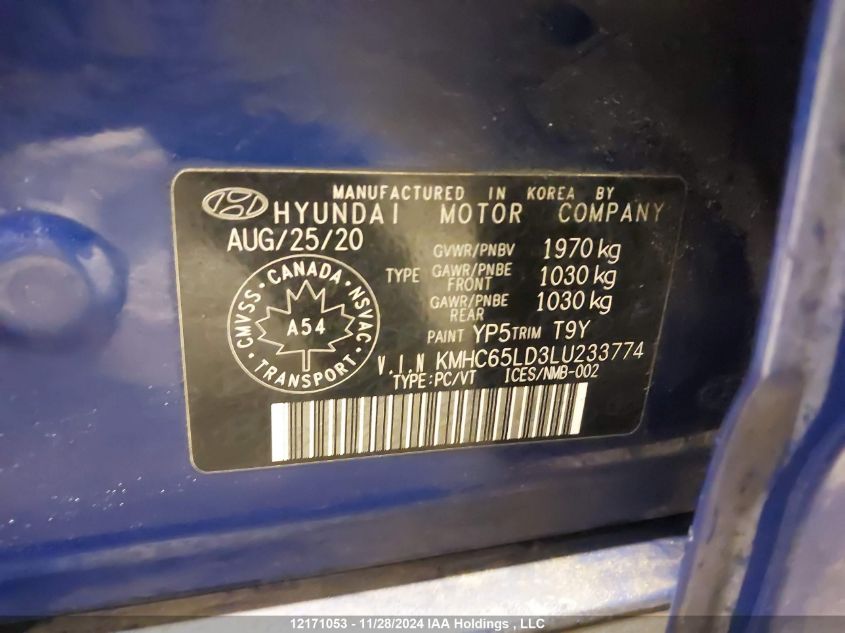 MANUFACTURED IN KOREA BY
HYUNDAI MOTOR COMPANY
AUG/25/20
GVWR/PNBV 1970 kg
TYPE GAWR/PNBE FRONT 1030 kg
GAWR/PNBE REAR 1030 kg
CANADA
CMVSS · NSVAC
A54
TRANSPORT
PAINT YP5 TRIM T9Y
V.I.N KMHC65LD3LU233774
TYPE:PC/VT ICES/NMB-002
12171053 - 11/28/2024 IAA Holdings , LLC